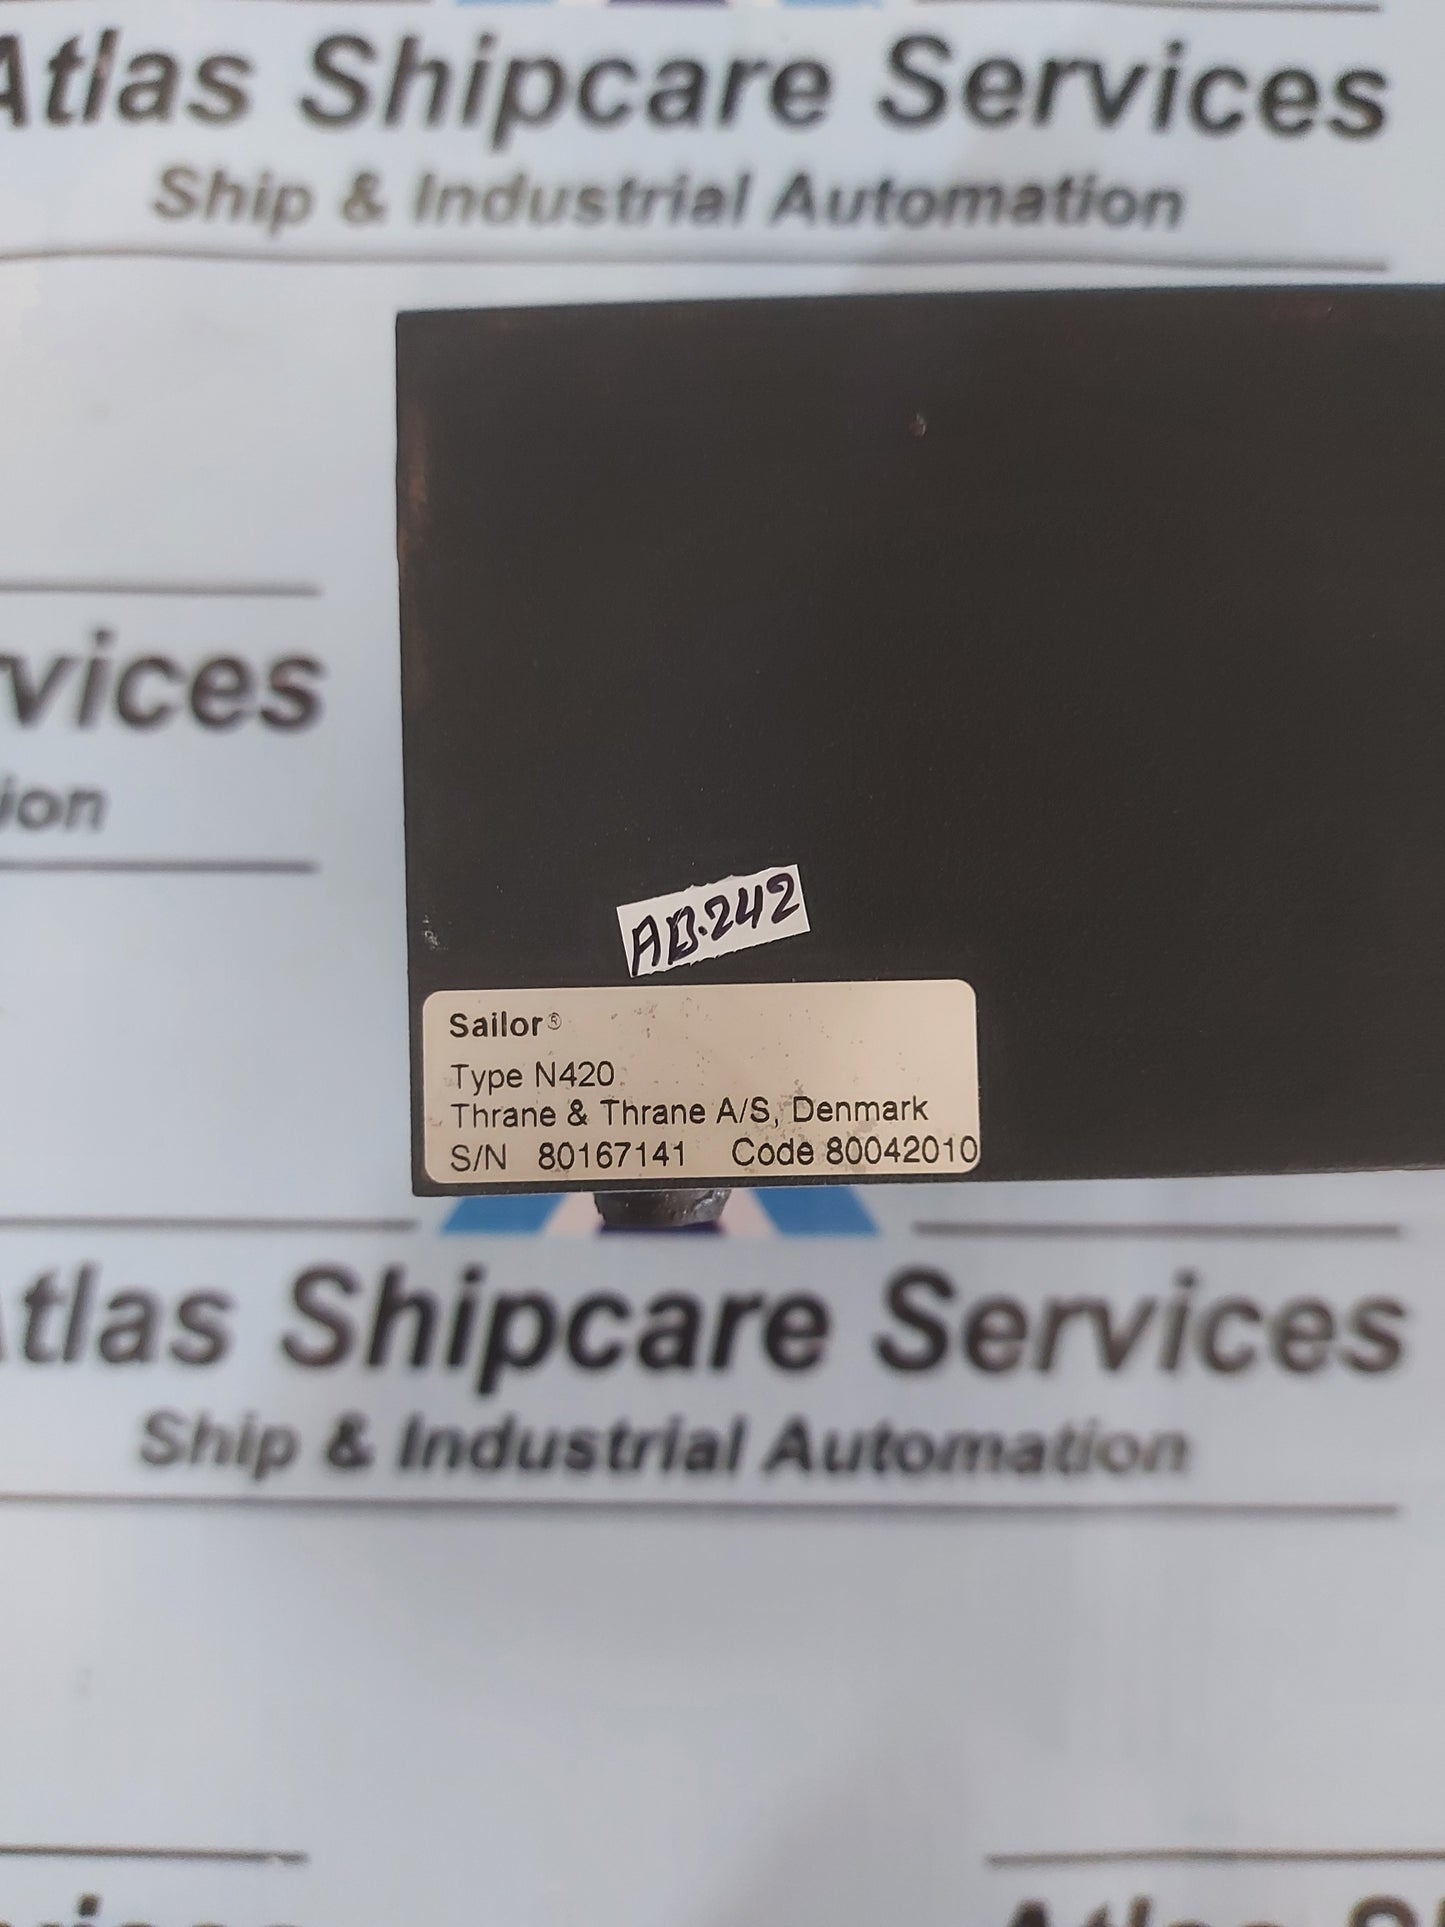 Atlas Shipcare Services
Ship & Industrial Automation
vices
ion
AB.242
Sailor®
Type N420
Thrane & Thrane A/S, Denmark
S/N 80167141 Code 80042010
Atlas Shipcare Services
Ship & Industrial Automation